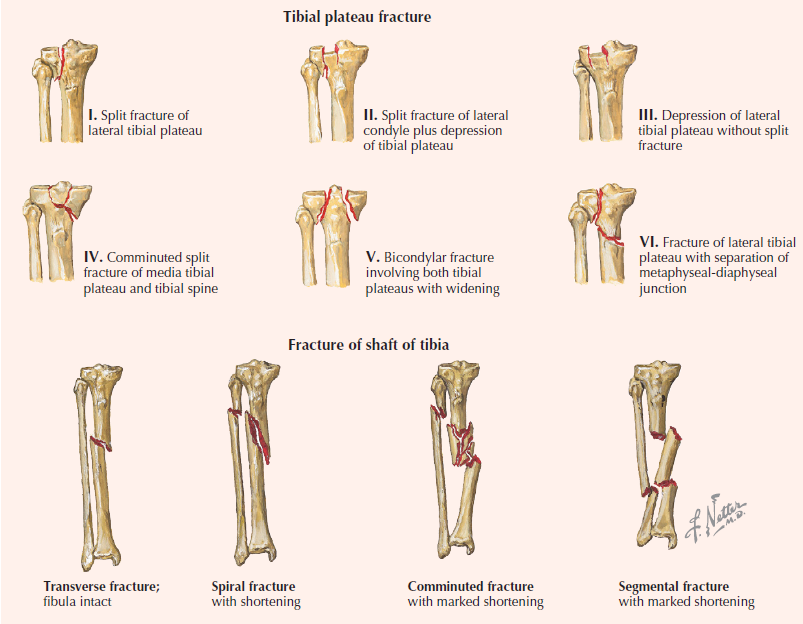 Tibial plateau fracture
I. Split fracture of
lateral tibial plateau
II. Split fracture of lateral
condyle plus depression
of tibial plateau
III. Depression of lateral
tibial plateau without split
fracture
IV. Comminuted split
fracture of media tibial
plateau and tibial spine
V. Bicondylar fracture
involving both tibial
plateaus with widening
VI. Fracture of lateral tibial
plateau with separation of
metaphyseal-diaphyseal
junction
Fracture of shaft of tibia
F. Netter
M.D.
Transverse fracture;
fibula intact
Spiral fracture
with shortening
Comminuted fracture
with marked shortening
Segmental fracture
with marked shortening